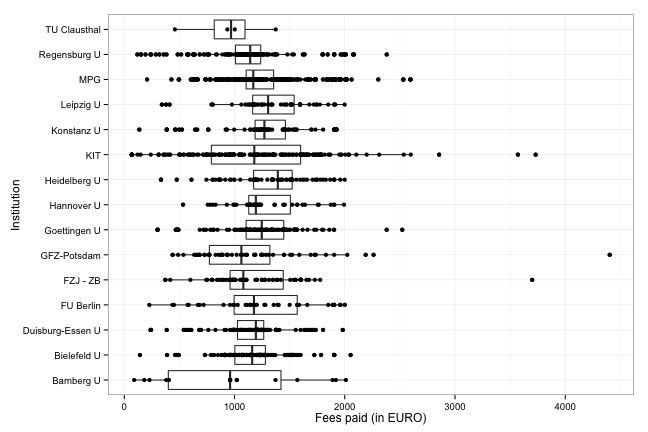 TU Clausthal
Regensburg U
MPG
Leipzig U
Konstanz U
KIT
Heidelberg U
Hannover U
Goettingen U
GFZ-Potsdam
FZJ - ZB
FU Berlin
Duisburg-Essen U
Bielefeld U
Bamberg U
Institution
0 1000 2000 3000 4000
Fees paid (in EURO)